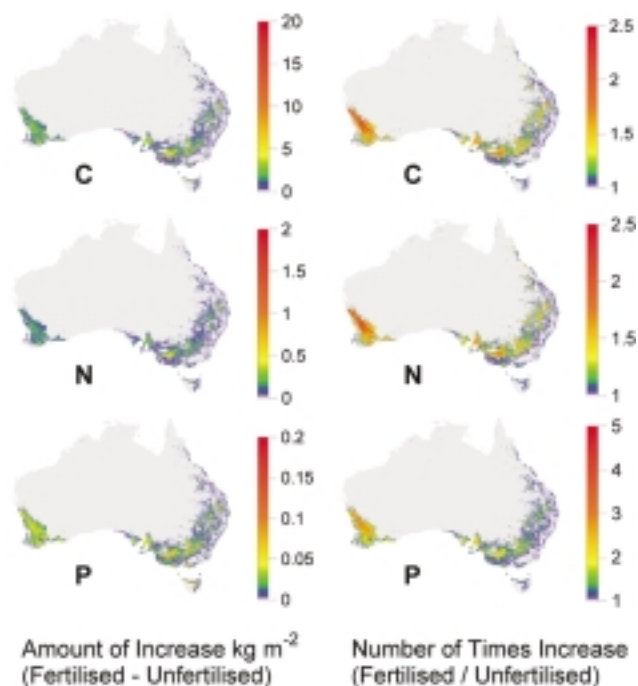 20
15
10
5
0
C
2.5
2
1.5
1
C
2
1.5
1
0.5
0
N
2.5
2
1.5
1
N
0.2
0.15
0.1
0.05
0
P
5
4
3
2
1
P
Amount of Increase kg m⁻²
(Fertilised - Unfertilised)
Number of Times Increase
(Fertilised / Unfertilised)